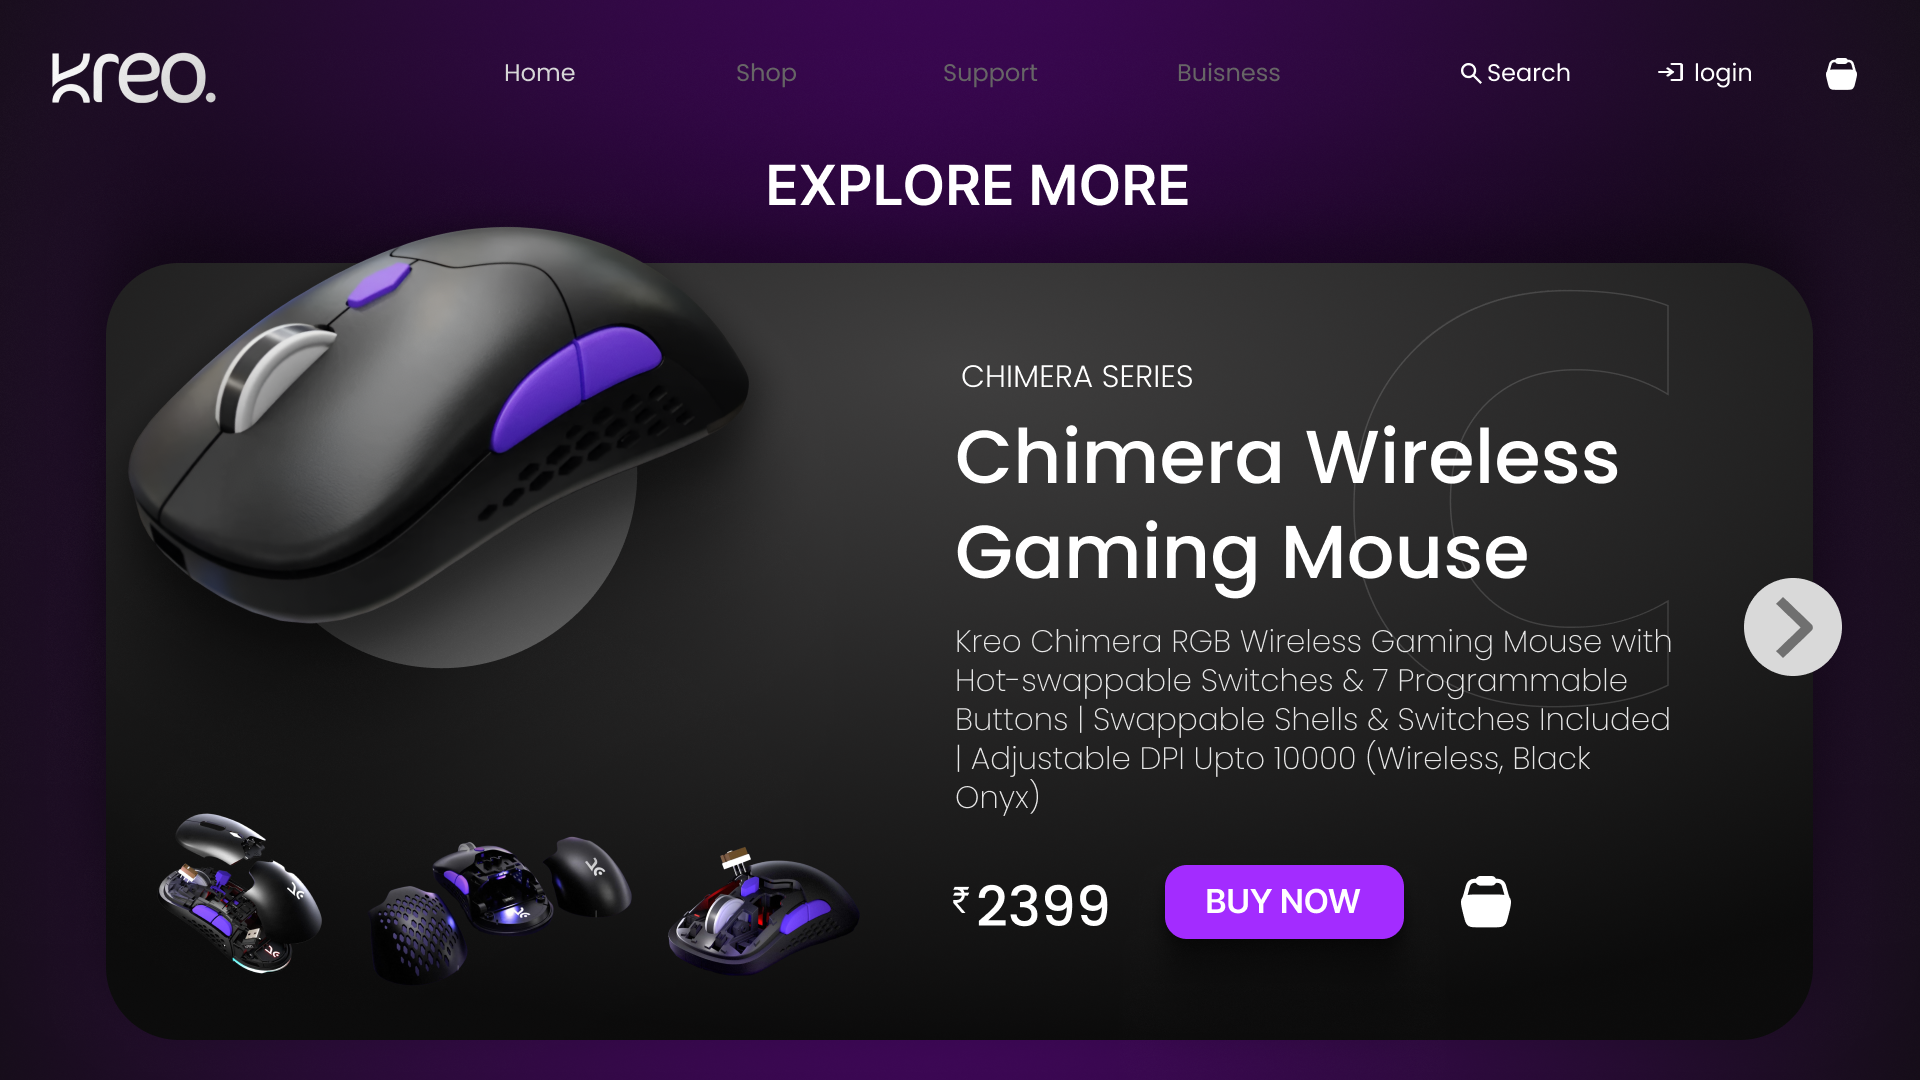 kreo.
Home
Shop
Support
Buisness
Search
login
EXPLORE MORE
C
CHIMERA SERIES
Chimera Wireless
Gaming Mouse
Kreo Chimera RGB Wireless Gaming Mouse with
Hot-swappable Switches & 7 Programmable
Buttons | Swappable Shells & Switches Included
| Adjustable DPI Upto 10000 (Wireless, Black
Onyx)
₹2399
BUY NOW